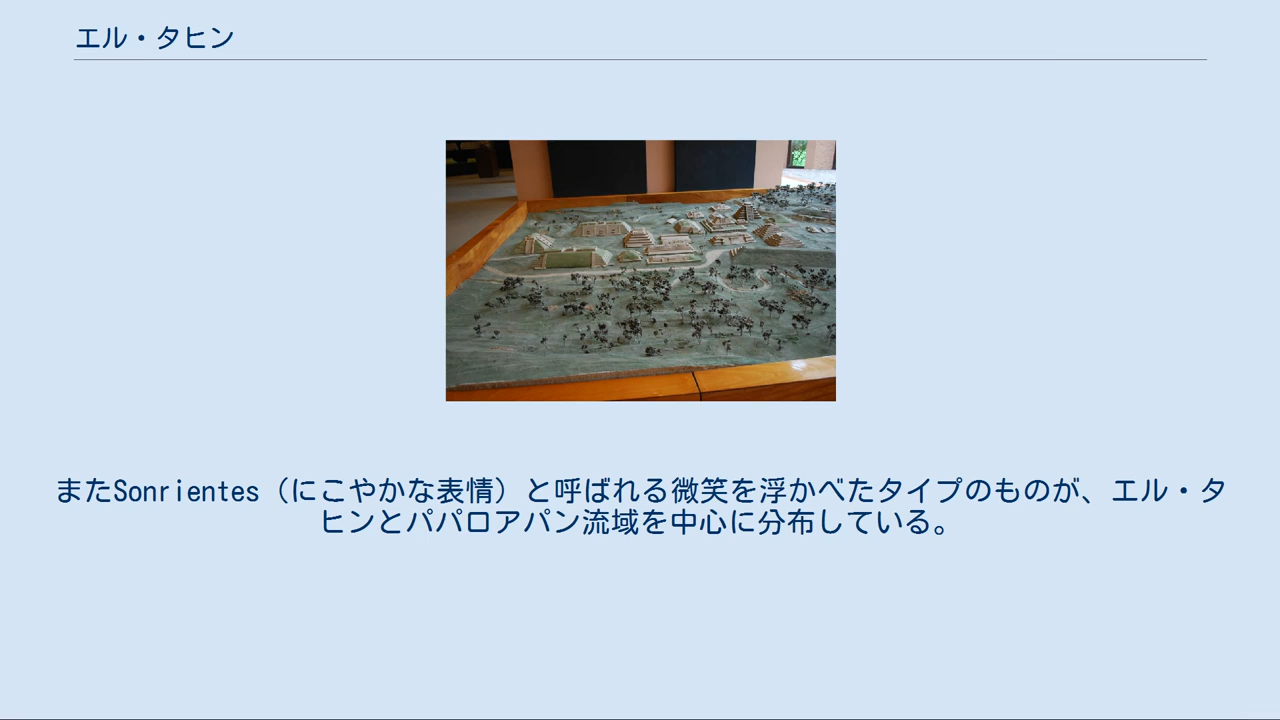 エル・タヒン
またSonrientes（にこやかな表情）と呼ばれる微笑を浮かべたタイプのものが、エル・タ
ヒンとパパロアパン流域を中心に分布している。